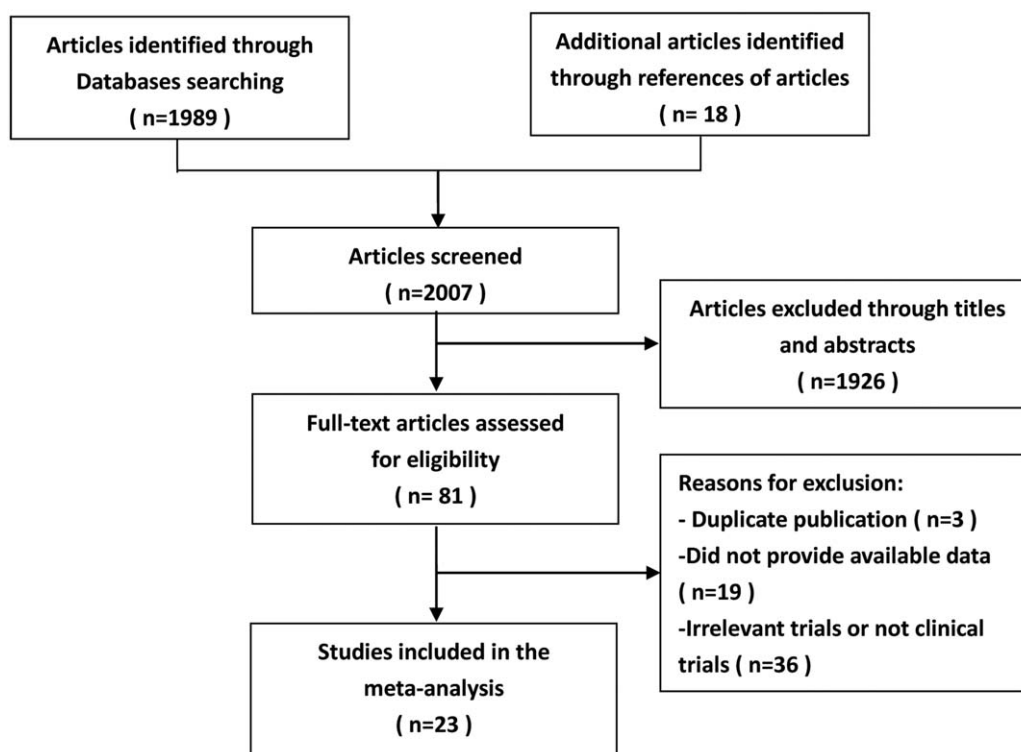 Articles identified through
Databases searching
( n=1989 )
Additional articles identified
through references of articles
( n= 18 )
Articles screened
( n=2007 )
Articles excluded through titles
and abstracts
( n=1926 )
Full-text articles assessed
for eligibility
( n= 81 )
Reasons for exclusion:
- Duplicate publication ( n=3 )
-Did not provide available data
( n=19 )
-Irrelevant trials or not clinical
trials ( n=36 )
Studies included in the
meta-analysis
( n=23 )